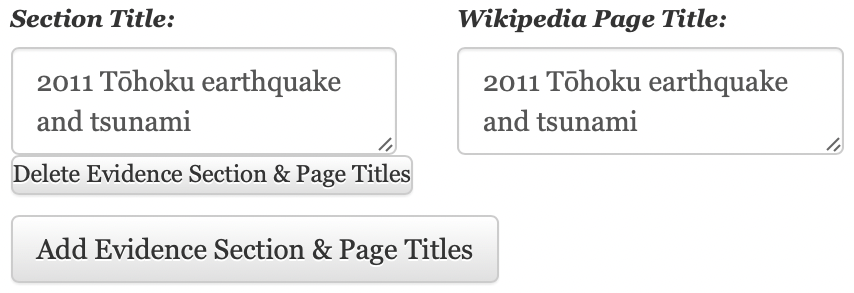 Section Title:
Wikipedia Page Title:
2011 Tōhoku earthquake
and tsunami
2011 Tōhoku earthquake
and tsunami
Delete Evidence Section & Page Titles
Add Evidence Section & Page Titles